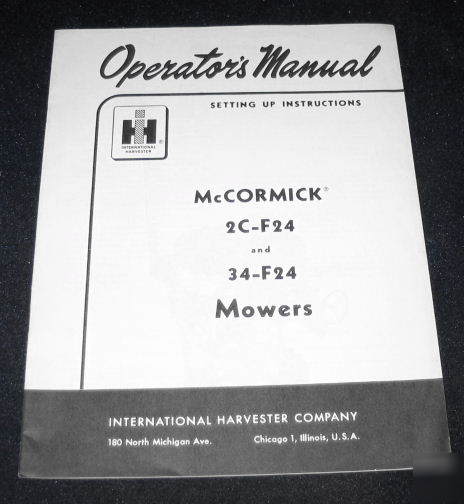 Operator's Manual
SETTING UP INSTRUCTIONS
IH
®
INTERNATIONAL
HARVESTER
McCORMICK®
2C-F24
and
34-F24
Mowers
INTERNATIONAL HARVESTER COMPANY
180 North Michigan Ave. Chicago 1, Illinois, U.S.A.